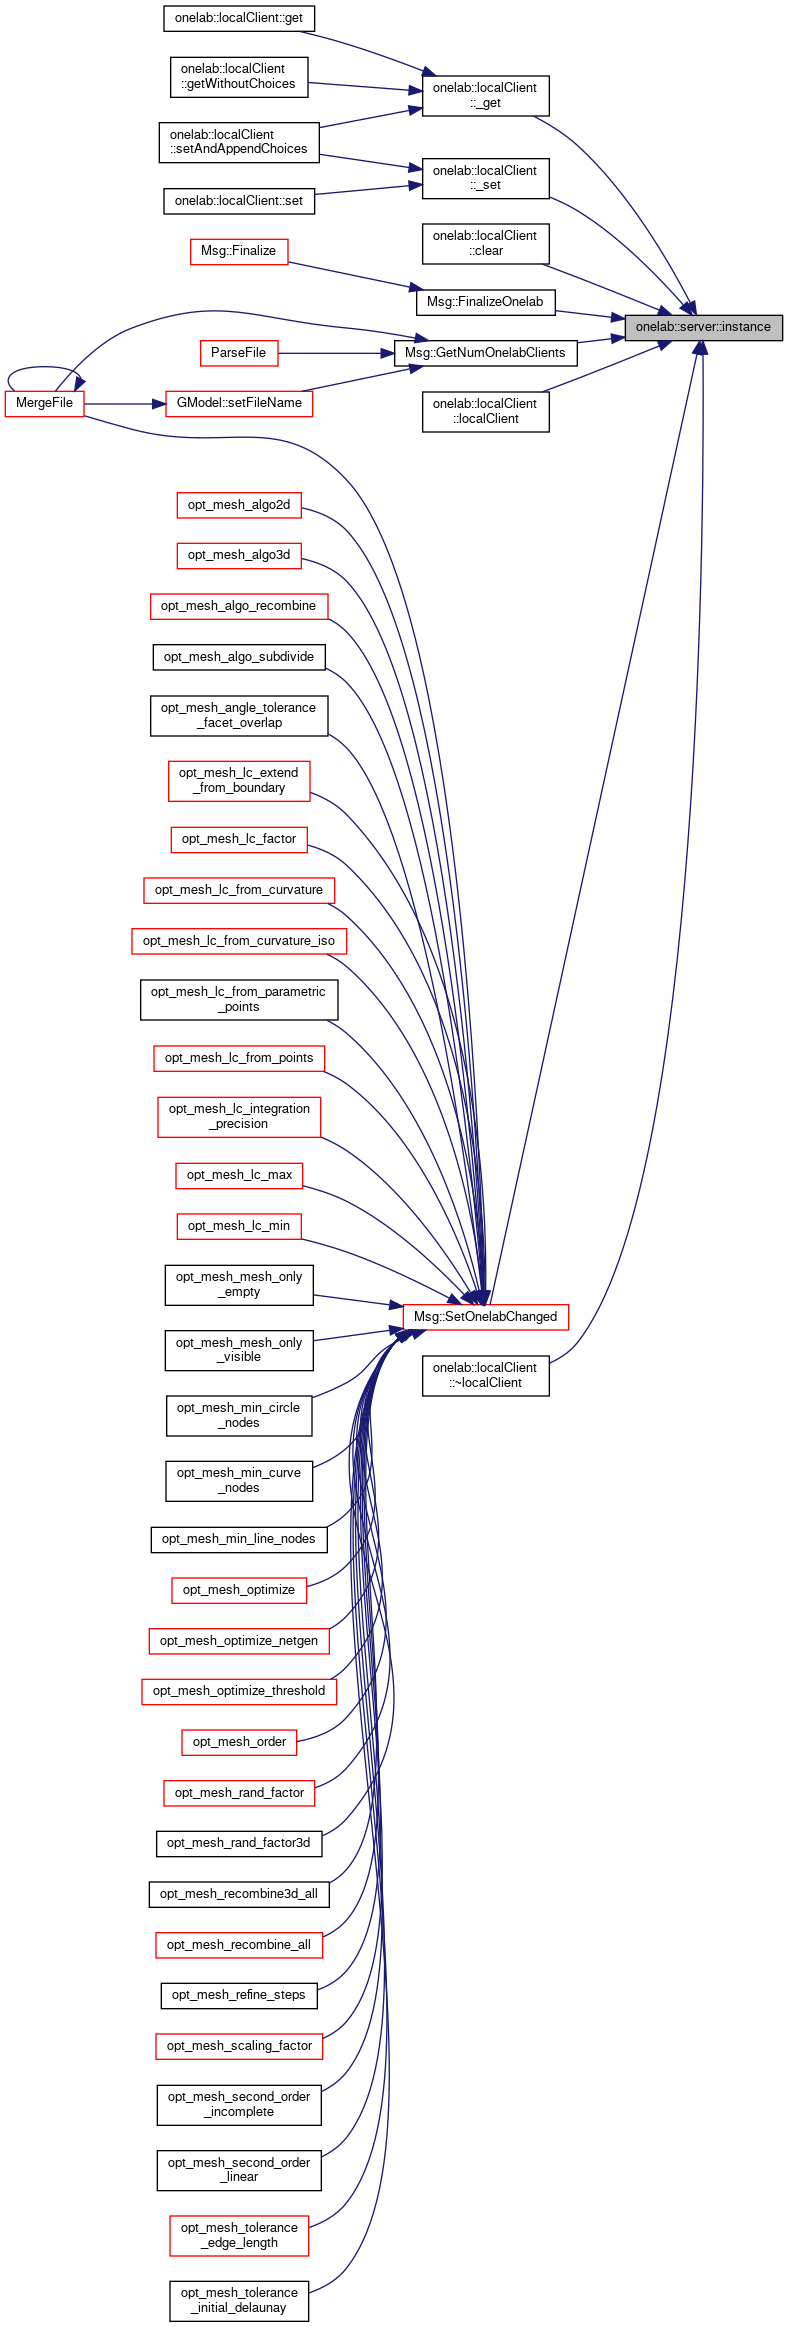 onelab::localClient::get
onelab::localClient
::getWithoutChoices
onelab::localClient
::_get
onelab::localClient
::setAndAppendChoices
onelab::localClient
::_set
onelab::localClient::set
onelab::localClient
::clear
Msg::Finalize
Msg::FinalizeOnelab
onelab::server::instance
ParseFile
Msg::GetNumOnelabClients
MergeFile
GModel::setFileName
onelab::localClient
::localClient
opt_mesh_algo2d
opt_mesh_algo3d
opt_mesh_algo_recombine
opt_mesh_algo_subdivide
opt_mesh_angle_tolerance
_facet_overlap
opt_mesh_lc_extend
_from_boundary
opt_mesh_lc_factor
opt_mesh_lc_from_curvature
opt_mesh_lc_from_curvature_iso
opt_mesh_lc_from_parametric
_points
opt_mesh_lc_from_points
opt_mesh_lc_integration
_precision
opt_mesh_lc_max
opt_mesh_lc_min
opt_mesh_mesh_only
_empty
Msg::SetOnelabChanged
opt_mesh_mesh_only
_visible
onelab::localClient
::~localClient
opt_mesh_min_circle
_nodes
opt_mesh_min_curve
_nodes
opt_mesh_min_line_nodes
opt_mesh_optimize
opt_mesh_optimize_netgen
opt_mesh_optimize_threshold
opt_mesh_order
opt_mesh_rand_factor
opt_mesh_rand_factor3d
opt_mesh_recombine3d_all
opt_mesh_recombine_all
opt_mesh_refine_steps
opt_mesh_scaling_factor
opt_mesh_second_order
_incomplete
opt_mesh_second_order
_linear
opt_mesh_tolerance
_edge_length
opt_mesh_tolerance
_initial_delaunay